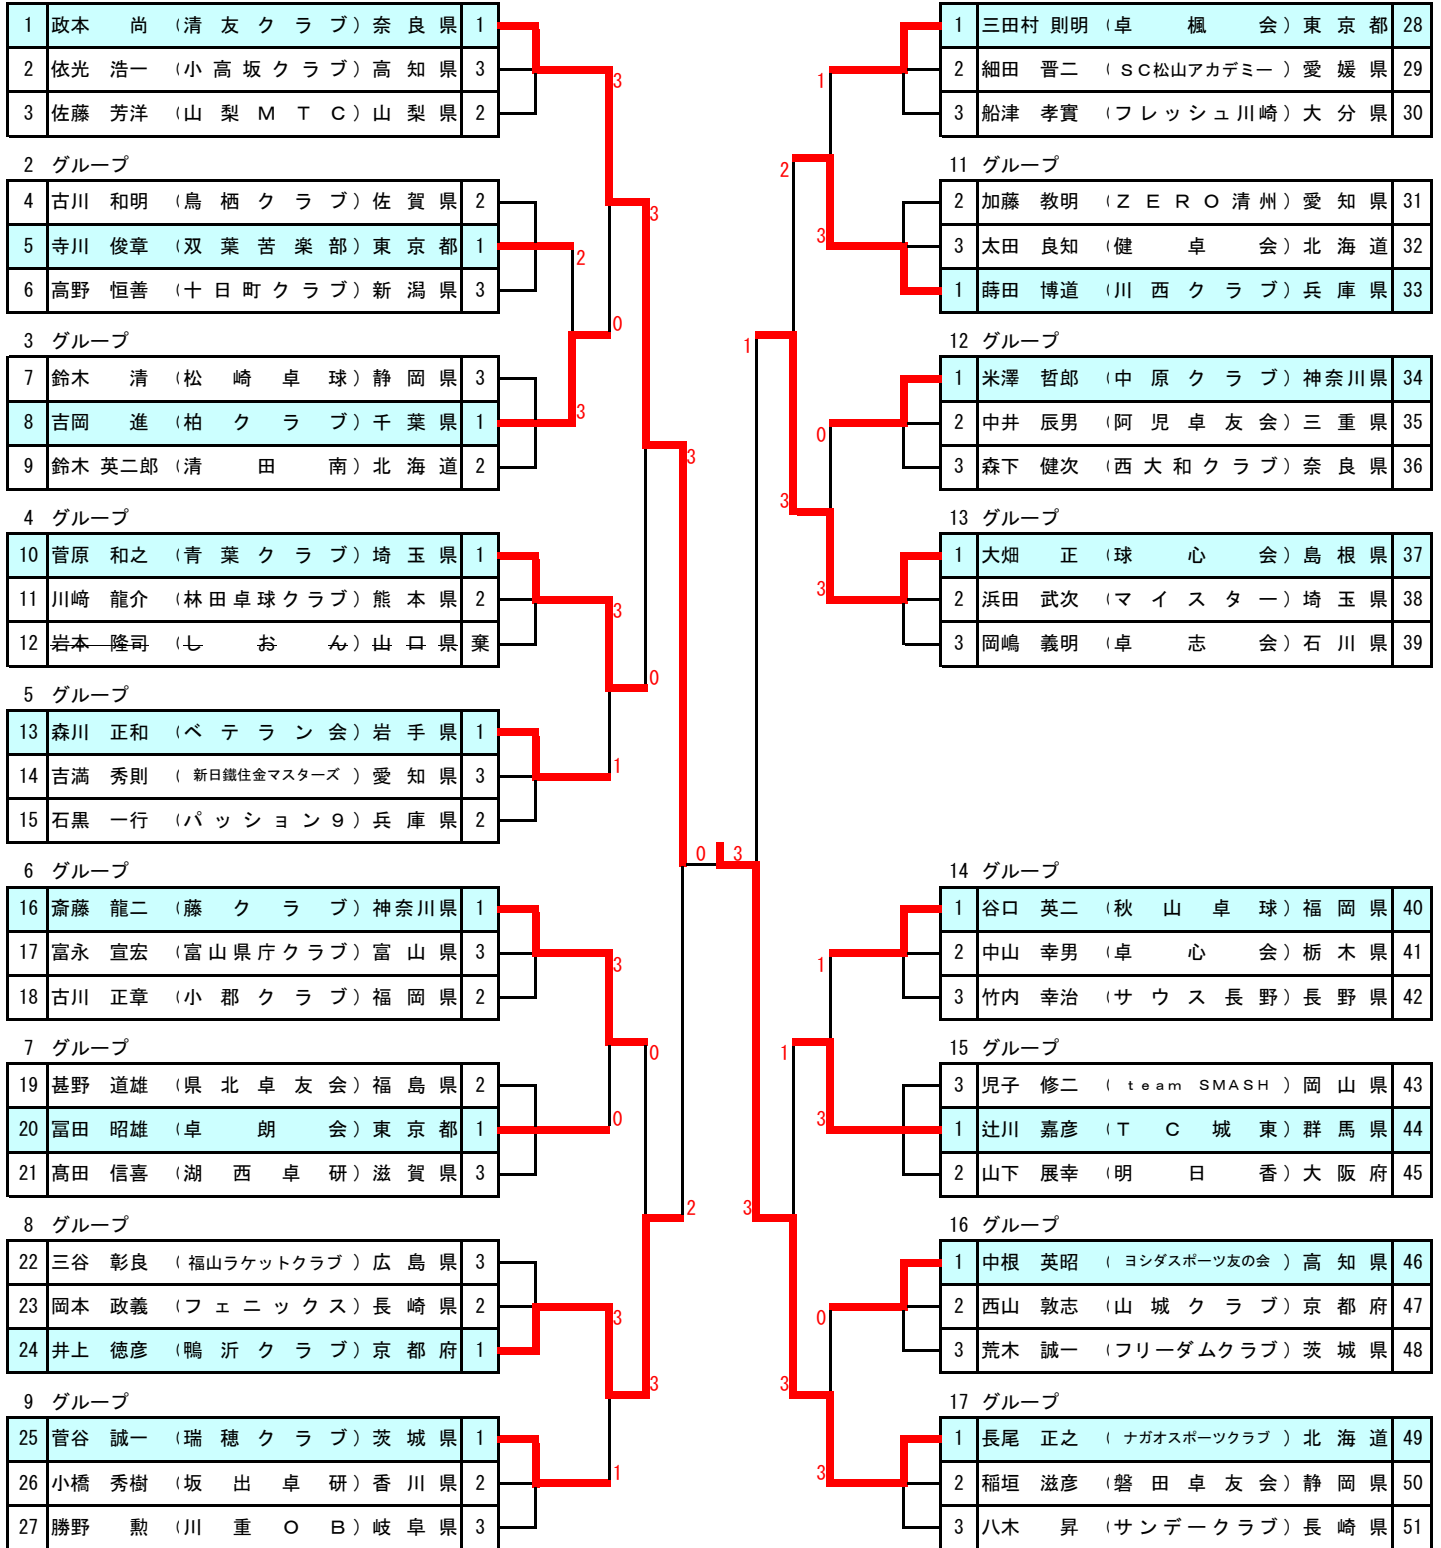 1 政本 尚 (清友クラブ) 奈良県 1
2 依光 浩一 (小高坂クラブ) 高知県 3
3 佐藤 芳洋 (山梨MTC) 山梨県 2
3
2 グループ
4 古川 和明 (鳥栖クラブ) 佐賀県 2
5 寺川 俊章 (双葉苦楽部) 東京都 1
6 高野 恒善 (十日町クラブ) 新潟県 3
3
2
0
3 グループ
7 鈴木 清 (松崎卓球) 静岡県 3
8 吉岡 進 (柏クラブ) 千葉県 1
9 鈴木 英二郎 (清田南) 北海道 2
3
3
4 グループ
10 菅原 和之 (青葉クラブ) 埼玉県 1
11 川﨑 龍介 (林田卓球クラブ) 熊本県 2
12 岩本 隆司 (しおん) 山口県 棄
3
0
5 グループ
13 森川 正和 (ベテラン会) 岩手県 1
14 吉満 秀則 (新日鐵住金マスターズ) 愛知県 3
15 石黒 一行 (パッション9) 兵庫県 2
1
0 3
6 グループ
16 斎藤 龍二 (藤クラブ) 神奈川県 1
17 富永 宣宏 (富山県庁クラブ) 富山県 3
18 古川 正章 (小郡クラブ) 福岡県 2
3
0
7 グループ
19 甚野 道雄 (県北卓友会) 福島県 2
20 冨田 昭雄 (卓朗会) 東京都 1
21 髙田 信喜 (湖西卓研) 滋賀県 3
0
2
8 グループ
22 三谷 彰良 (福山ラケットクラブ) 広島県 3
23 岡本 政義 (フェニックス) 長崎県 2
24 井上 徳彦 (鴨沂クラブ) 京都府 1
3
3
9 グループ
25 菅谷 誠一 (瑞穂クラブ) 茨城県 1
26 小橋 秀樹 (坂出卓研) 香川県 2
27 勝野 勲 (川重OB) 岐阜県 3
1
1 三田村 則明 (卓楓会) 東京都 28
2 細田 晋二 (SC松山アカデミー) 愛媛県 29
3 船津 孝實 (フレッシュ川崎) 大分県 30
1
2
11 グループ
2 加藤 教明 (ZERO清州) 愛知県 31
3 太田 良知 (健卓会) 北海道 32
1 蒔田 博道 (川西クラブ) 兵庫県 33
3
1
12 グループ
1 米澤 哲郎 (中原クラブ) 神奈川県 34
2 中井 辰男 (阿児卓友会) 三重県 35
3 森下 健次 (西大和クラブ) 奈良県 36
0
3
13 グループ
1 大畑 正 (球心会) 島根県 37
2 浜田 武次 (マイスター) 埼玉県 38
3 岡嶋 義明 (卓志会) 石川県 39
3
14 グループ
1 谷口 英二 (秋山卓球) 福岡県 40
2 中山 幸男 (卓心会) 栃木県 41
3 竹内 幸治 (サウス長野) 長野県 42
1
1
15 グループ
3 児子 修二 (team SMASH) 岡山県 43
1 辻川 嘉彦 (TC城東) 群馬県 44
2 山下 展幸 (明日香) 大阪府 45
3
3
16 グループ
1 中根 英昭 (ヨシダスポーツ友の会) 高知県 46
2 西山 敦志 (山城クラブ) 京都府 47
3 荒木 誠一 (フリーダムクラブ) 茨城県 48
0
3
17 グループ
1 長尾 正之 (ナガオスポーツクラブ) 北海道 49
2 稲垣 滋彦 (磐田卓友会) 静岡県 50
3 八木 昇 (サンデークラブ) 長崎県 51
3